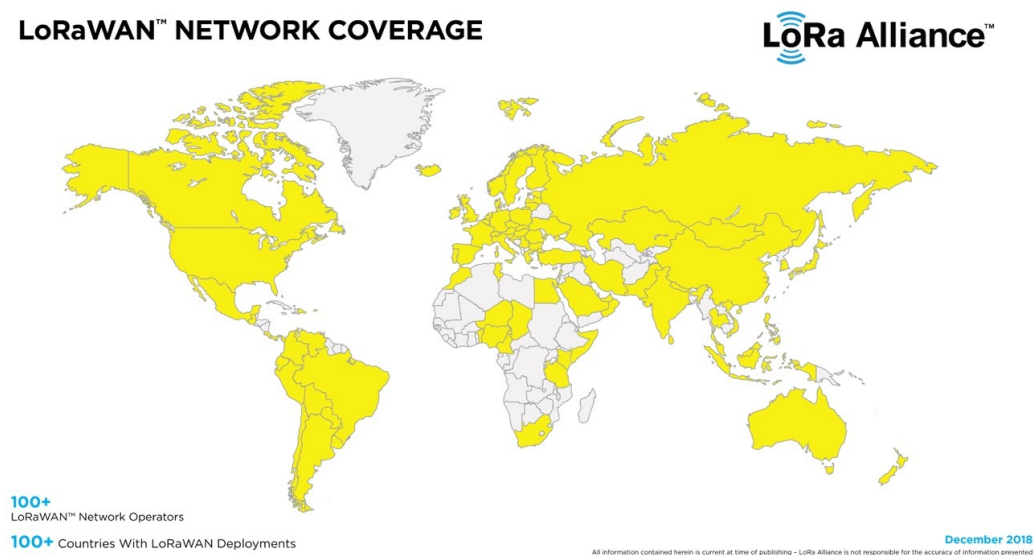 LoRaWAN™ NETWORK COVERAGE
LoRa Alliance™
100+
LoRaWAN™ Network Operators
100+ Countries With LoRaWAN Deployments
December 2018
All information contained herein is current at time of publishing – LoRa Alliance is not responsible for the accuracy of information presented